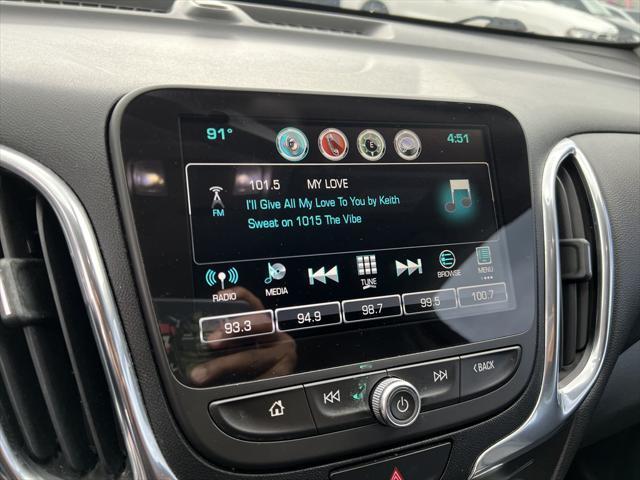 91°
4:51
101.5 MY LOVE
FM
I'll Give All My Love To You by Keith
Sweat on 1015 The Vibe
RADIO
MEDIA
TUNE
BROWSE
MENU
93.3
94.9
98.7
99.5
100.7
BACK